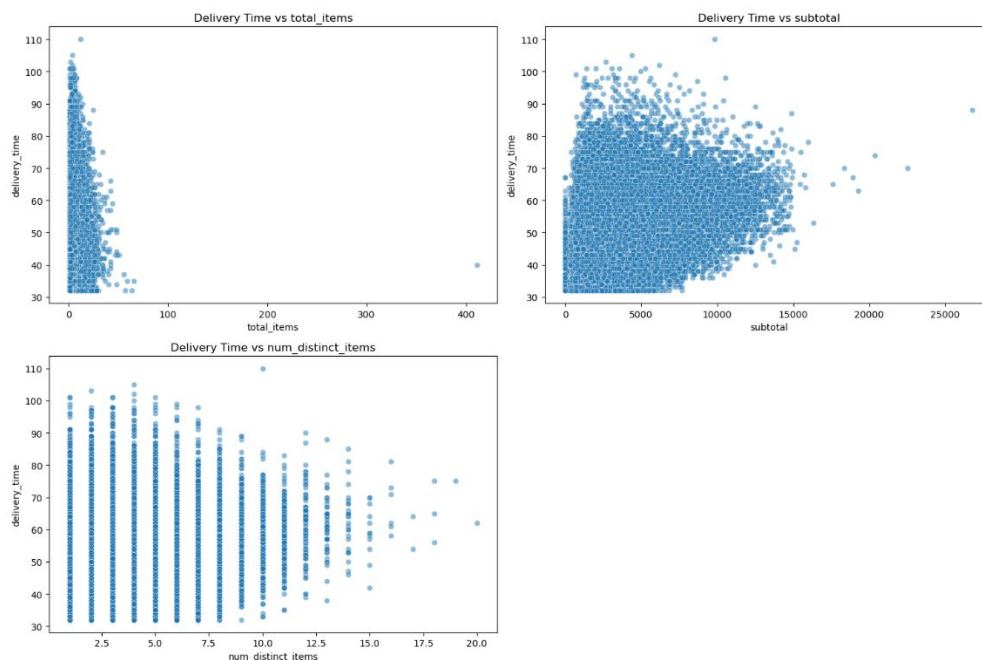 Delivery Time vs total_items
110
100
90
80
70
60
50
40
30
delivery_time
0 100 200 300 400
total_items
Delivery Time vs subtotal
110
100
90
80
70
60
50
40
30
delivery_time
0 5000 10000 15000 20000 25000
subtotal
Delivery Time vs num_distinct_items
110
100
90
80
70
60
50
40
30
delivery_time
2.5 5.0 7.5 10.0 12.5 15.0 17.5 20.0
num_distinct_items